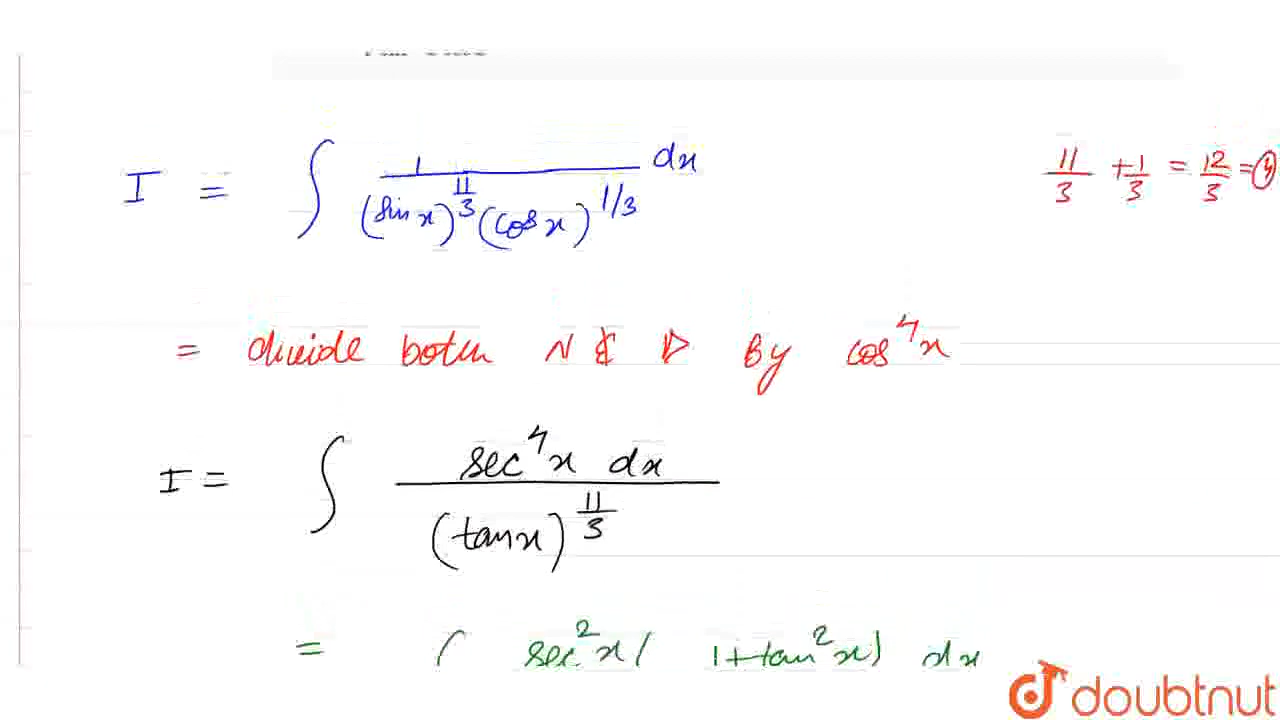 I = ∫ 1/((sin x)^(11/3) (cos x)^(1/3)) dx
11/3 + 1/3 = 12/3 = 4
= divide both N & D By cos^4 x
I = ∫ sec^4 x dx / (tan x)^(11/3)
= ∫ sec^2 x (1+tan^2 x) dx
doubtnut